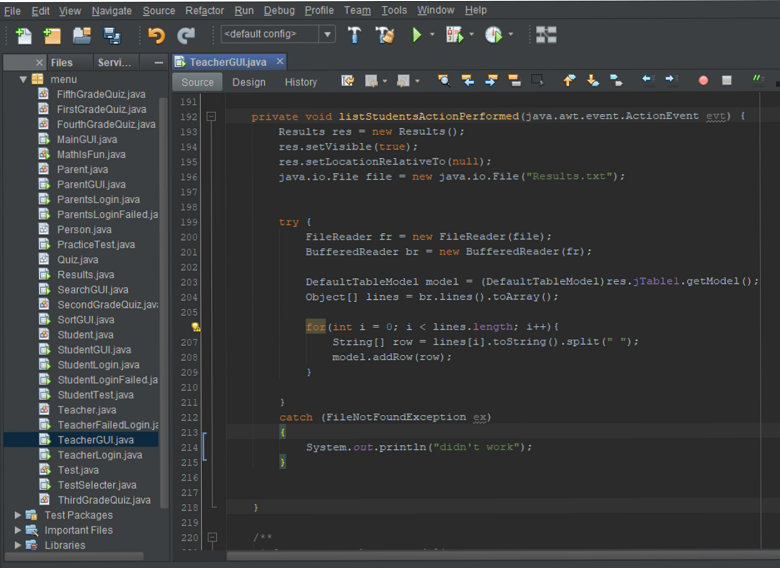 File Edit View Navigate Source Refactor Run Debug Profile Team Tools Window Help
<default config>
Files Servi...
TeacherGUI.java
Source Design History
menu
FifthGradeQuiz.java
FirstGradeQuiz.java
FourthGradeQuiz.java
MainGUI.java
MathIsFun.java
Parent.java
ParentGUI.java
ParentsLogin.java
ParentsLoginFailed.ja
Person.java
PracticeTest.java
Quiz.java
Results.java
SearchGUI.java
SecondGradeQuiz.java
SortGUI.java
Student.java
StudentGUI.java
StudentLogin.java
StudentLoginFailed.ja
StudentTest.java
Teacher.java
TeacherFailedLogin.ja
TeacherGUI.java
TeacherLogin.java
Test.java
TestSelecter.java
ThirdGradeQuiz.java
Test Packages
Important Files
Libraries
191
192 private void listStudentsActionPerformed(java.awt.event.ActionEvent evt) {
193 Results res = new Results();
194 res.setVisible(true);
195 res.setLocationRelativeTo(null);
196 java.io.File file = new java.io.File("Results.txt");
197
198
199 try {
200 FileReader fr = new FileReader(file);
201 BufferedReader br = new BufferedReader(fr);
202
203 DefaultTableModel model = (DefaultTableModel)res.jTable1.getModel();
204 Object[] lines = br.lines().toArray();
205
for(int i = 0; i < lines.length; i++){
207 String[] row = lines[i].toString().split(" ");
208 model.addRow(row);
209 }
210
211 }
212 catch (FileNotFoundException ex)
213 {
214 System.out.println("didn't work");
215 }
216
217
218 }
219
220 /**